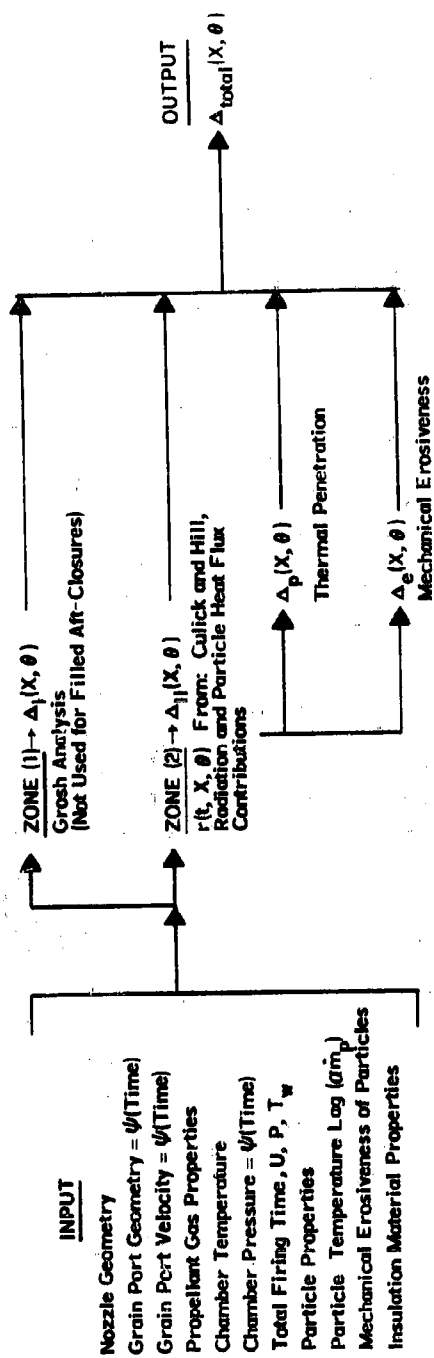 INPUT
Nozzle Geometry
Grain Port Geometry = ψ(Time)
Grain Port Velocity = ψ(Time)
Propellant Gas Properties
Chamber Temperature
Chamber Pressure = ψ(Time)
Total Firing Time, U, P, T_w
Particle Properties
Particle Temperature Lag (αṁ_p)
Mechanical Erosiveness of Particles
Insulation Material Properties
ZONE (1) → Δ_I(X, θ)
Grosh Analysis
(Not Used for Filled Aft-Closures)
ZONE (2) → Δ_II(X, θ)
r(t, X, θ) From: Culick and Hill,
Radiation and Particle Heat Flux
Contributions
Δ_p(X, θ)
Thermal Penetration
Δ_e(X, θ)
Mechanical Erosiveness
OUTPUT
Δ_total(X, θ)